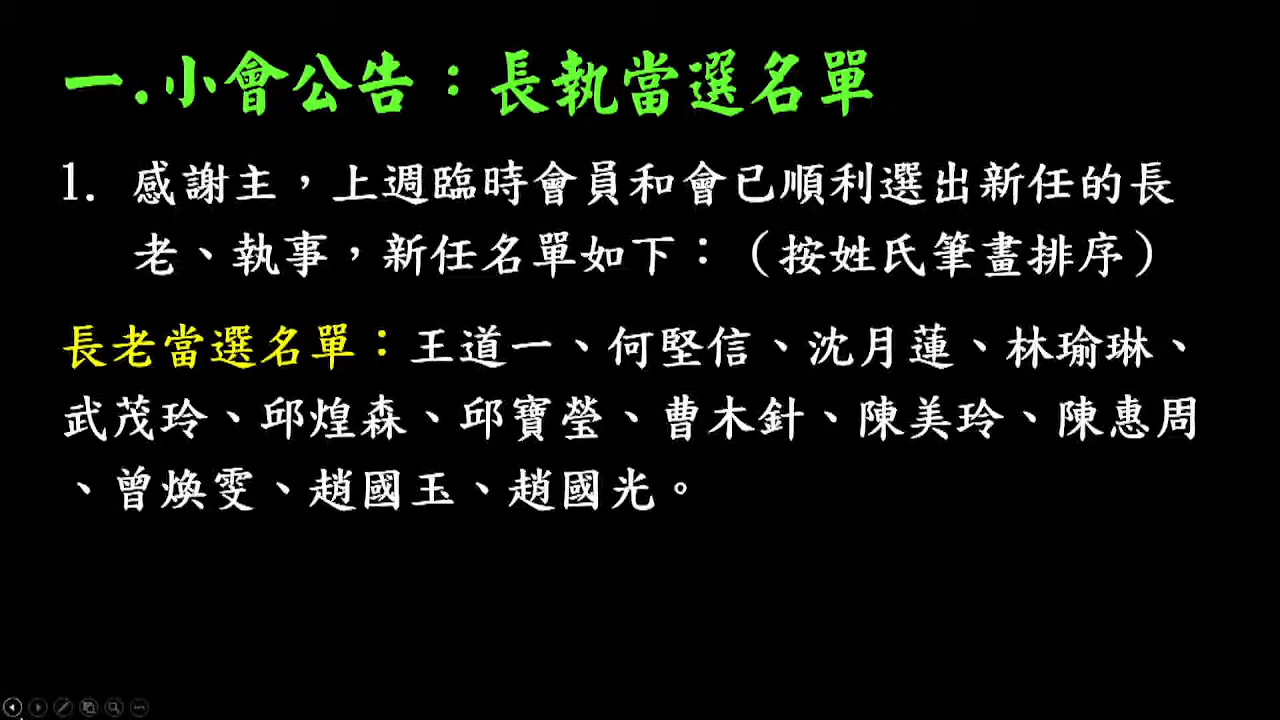 一.小會公告：長執當選名單
1. 感謝主，上週臨時會員和會已順利選出新任的長
老、執事，新任名單如下：（按姓氏筆畫排序）
長老當選名單：王道一、何堅信、沈月蓮、林瑜琳、
武茂玲、邱煌森、邱寶瑩、曹木針、陳美玲、陳惠周
、曾煥雯、趙國玉、趙國光。